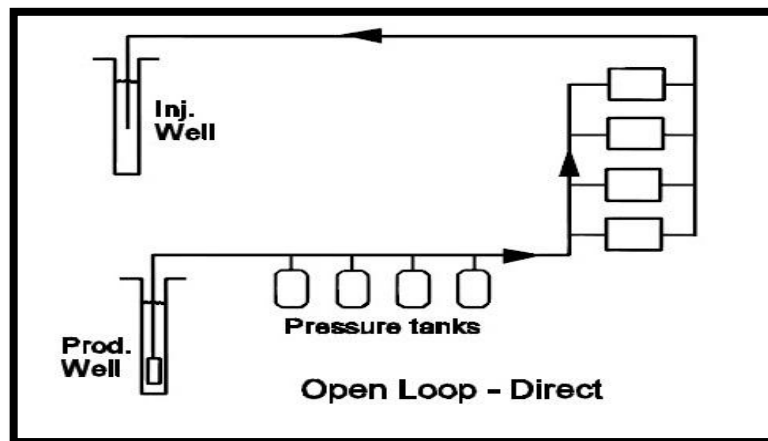 Inj.
Well
Pressure tanks
Prod.
Well
Open Loop - Direct